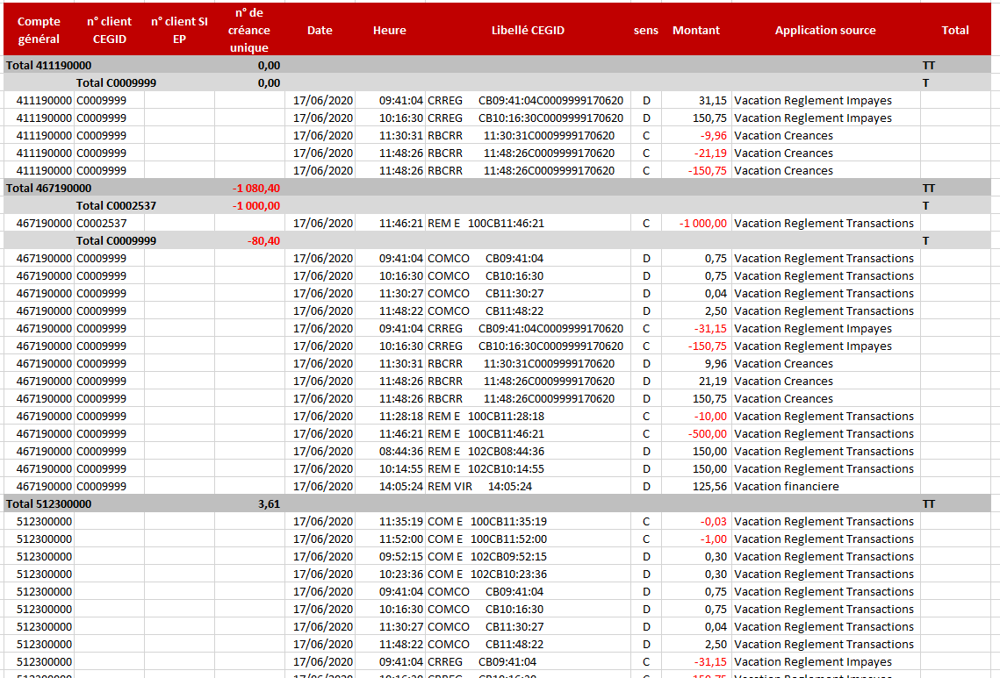 Compte général n° client CEGID n° client SI EP n° de créance unique Date Heure Libellé CEGID sens Montant Application source Total
Total 411190000 0,00 TT
Total C0009999 0,00 T
411190000 C0009999 17/06/2020 09:41:04 CRREG CB09:41:04C0009999170620 D 31,15 Vacation Reglement Impayes
411190000 C0009999 17/06/2020 10:16:30 CRREG CB10:16:30C0009999170620 D 150,75 Vacation Reglement Impayes
411190000 C0009999 17/06/2020 11:30:31 RBCRR 11:30:31C0009999170620 C -9,96 Vacation Creances
411190000 C0009999 17/06/2020 11:48:26 RBCRR 11:48:26C0009999170620 C -21,19 Vacation Creances
411190000 C0009999 17/06/2020 11:48:26 RBCRR 11:48:26C0009999170620 C -150,75 Vacation Creances
Total 467190000 -1 080,40 TT
Total C0002537 -1 000,00 T
467190000 C0002537 17/06/2020 11:46:21 REM E 100CB11:46:21 C -1 000,00 Vacation Reglement Transactions
Total C0009999 -80,40 T
467190000 C0009999 17/06/2020 09:41:04 COMCO CB09:41:04 D 0,75 Vacation Reglement Transactions
467190000 C0009999 17/06/2020 10:16:30 COMCO CB10:16:30 D 0,75 Vacation Reglement Transactions
467190000 C0009999 17/06/2020 11:30:27 COMCO CB11:30:27 D 0,04 Vacation Reglement Transactions
467190000 C0009999 17/06/2020 11:48:22 COMCO CB11:48:22 D 2,50 Vacation Reglement Transactions
467190000 C0009999 17/06/2020 09:41:04 CRREG CB09:41:04C0009999170620 C -31,15 Vacation Reglement Impayes
467190000 C0009999 17/06/2020 10:16:30 CRREG CB10:16:30C0009999170620 C -150,75 Vacation Reglement Impayes
467190000 C0009999 17/06/2020 11:30:31 RBCRR 11:30:31C0009999170620 D 9,96 Vacation Creances
467190000 C0009999 17/06/2020 11:48:26 RBCRR 11:48:26C0009999170620 D 21,19 Vacation Creances
467190000 C0009999 17/06/2020 11:48:26 RBCRR 11:48:26C0009999170620 D 150,75 Vacation Creances
467190000 C0009999 17/06/2020 11:28:18 REM E 100CB11:28:18 C -10,00 Vacation Reglement Transactions
467190000 C0009999 17/06/2020 11:46:21 REM E 100CB11:46:21 C -500,00 Vacation Reglement Transactions
467190000 C0009999 17/06/2020 08:44:36 REM E 102CB08:44:36 D 150,00 Vacation Reglement Transactions
467190000 C0009999 17/06/2020 10:14:55 REM E 102CB10:14:55 D 150,00 Vacation Reglement Transactions
467190000 C0009999 17/06/2020 14:05:24 REM VIR 14:05:24 D 125,56 Vacation financiere
Total 512300000 3,61 TT
512300000 17/06/2020 11:35:19 COM E 100CB11:35:19 C -0,03 Vacation Reglement Transactions
512300000 17/06/2020 11:52:00 COM E 100CB11:52:00 C -1,00 Vacation Reglement Transactions
512300000 17/06/2020 09:52:15 COM E 102CB09:52:15 D 0,30 Vacation Reglement Transactions
512300000 17/06/2020 10:23:36 COM E 102CB10:23:36 D 0,30 Vacation Reglement Transactions
512300000 17/06/2020 09:41:04 COMCO CB09:41:04 D 0,75 Vacation Reglement Transactions
512300000 17/06/2020 10:16:30 COMCO CB10:16:30 D 0,75 Vacation Reglement Transactions
512300000 17/06/2020 11:30:27 COMCO CB11:30:27 D 0,04 Vacation Reglement Transactions
512300000 17/06/2020 11:48:22 COMCO CB11:48:22 D 2,50 Vacation Reglement Transactions
512300000 17/06/2020 09:41:04 CRREG CB09:41:04 C -31,15 Vacation Reglement Impayes